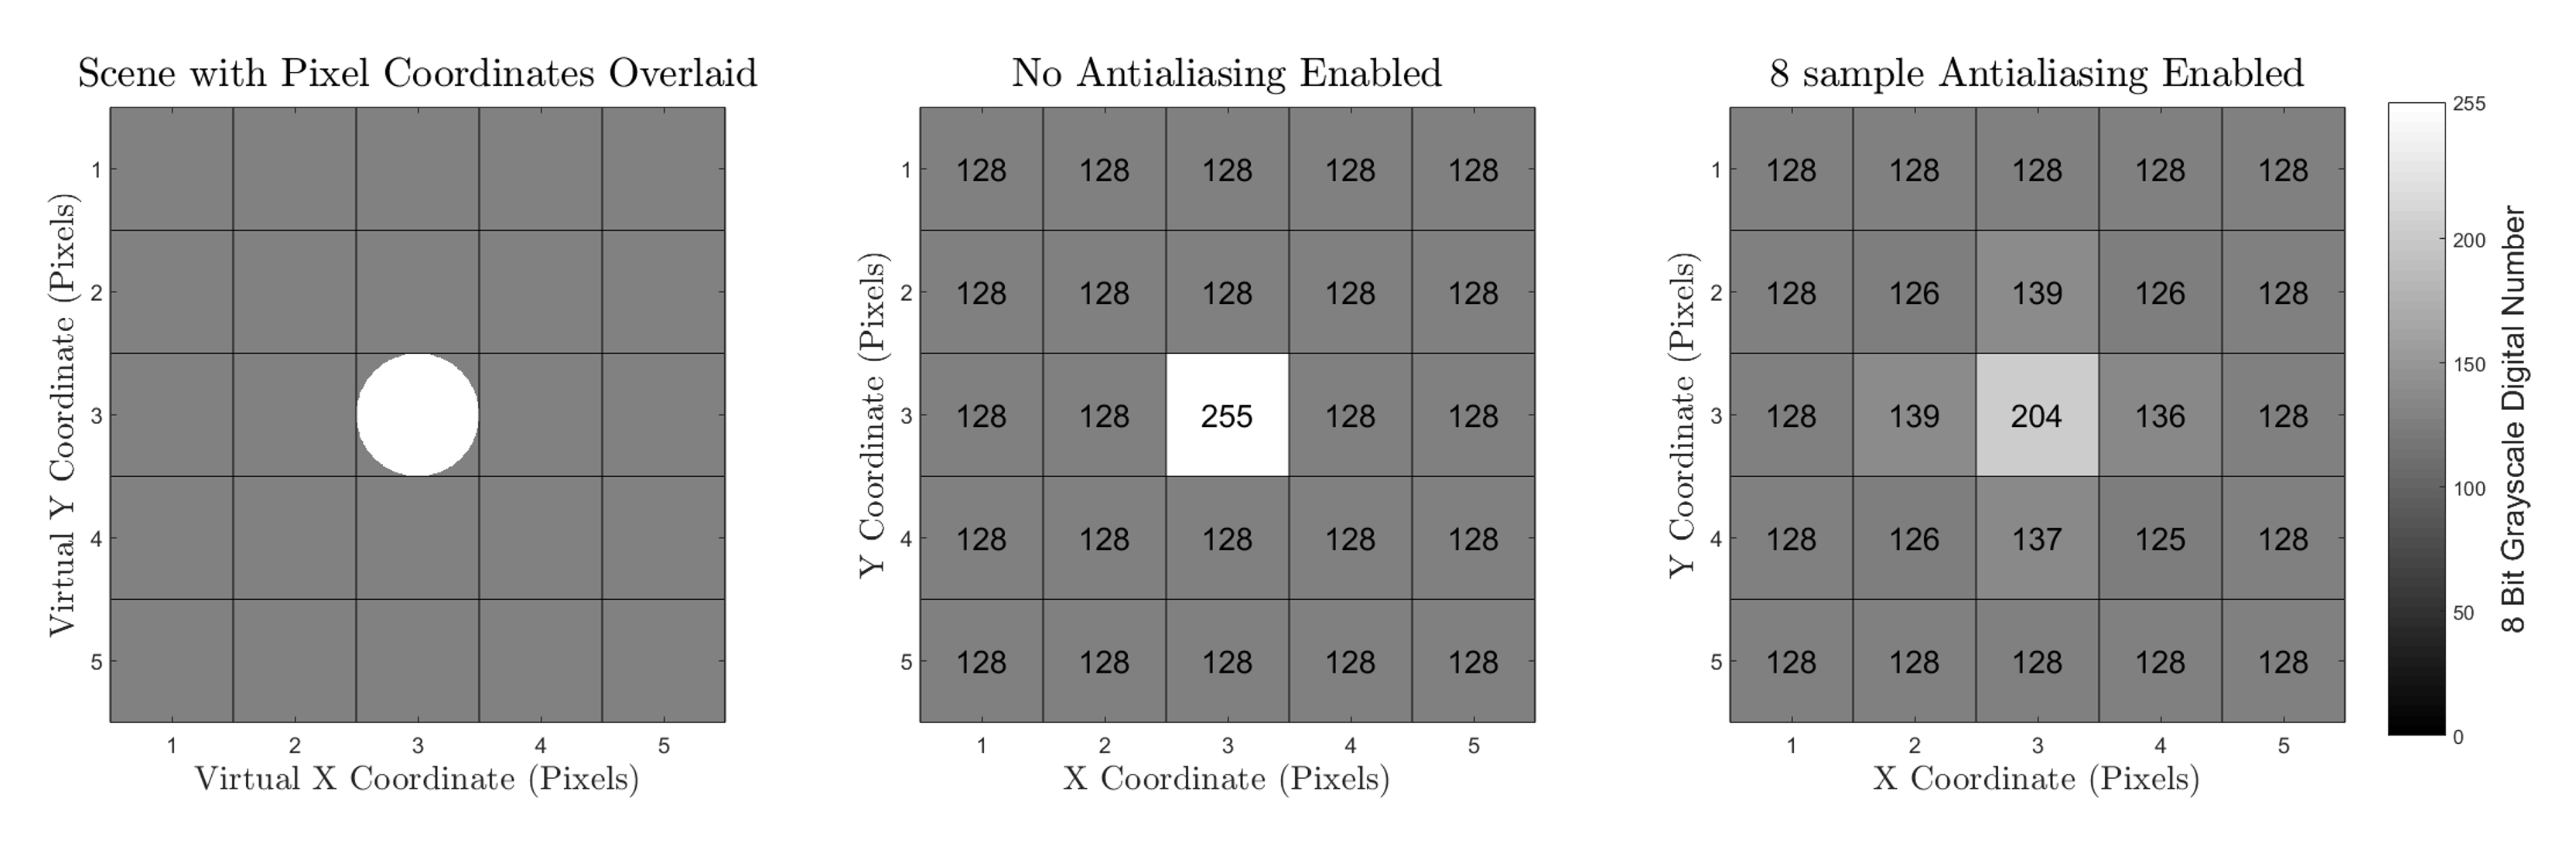 Scene with Pixel Coordinates Overlaid
Virtual Y Coordinate (Pixels)
1
2
3
4
5
1 2 3 4 5
Virtual X Coordinate (Pixels)
No Antialiasing Enabled
Y Coordinate (Pixels)
1 128 128 128 128 128
2 128 128 128 128 128
3 128 128 255 128 128
4 128 128 128 128 128
5 128 128 128 128 128
1 2 3 4 5
X Coordinate (Pixels)
8 sample Antialiasing Enabled
Y Coordinate (Pixels)
1 128 128 128 128 128
2 128 126 139 126 128
3 128 139 204 136 128
4 128 126 137 125 128
5 128 128 128 128 128
1 2 3 4 5
X Coordinate (Pixels)
255
200
150
100
50
0
8 Bit Grayscale Digital Number